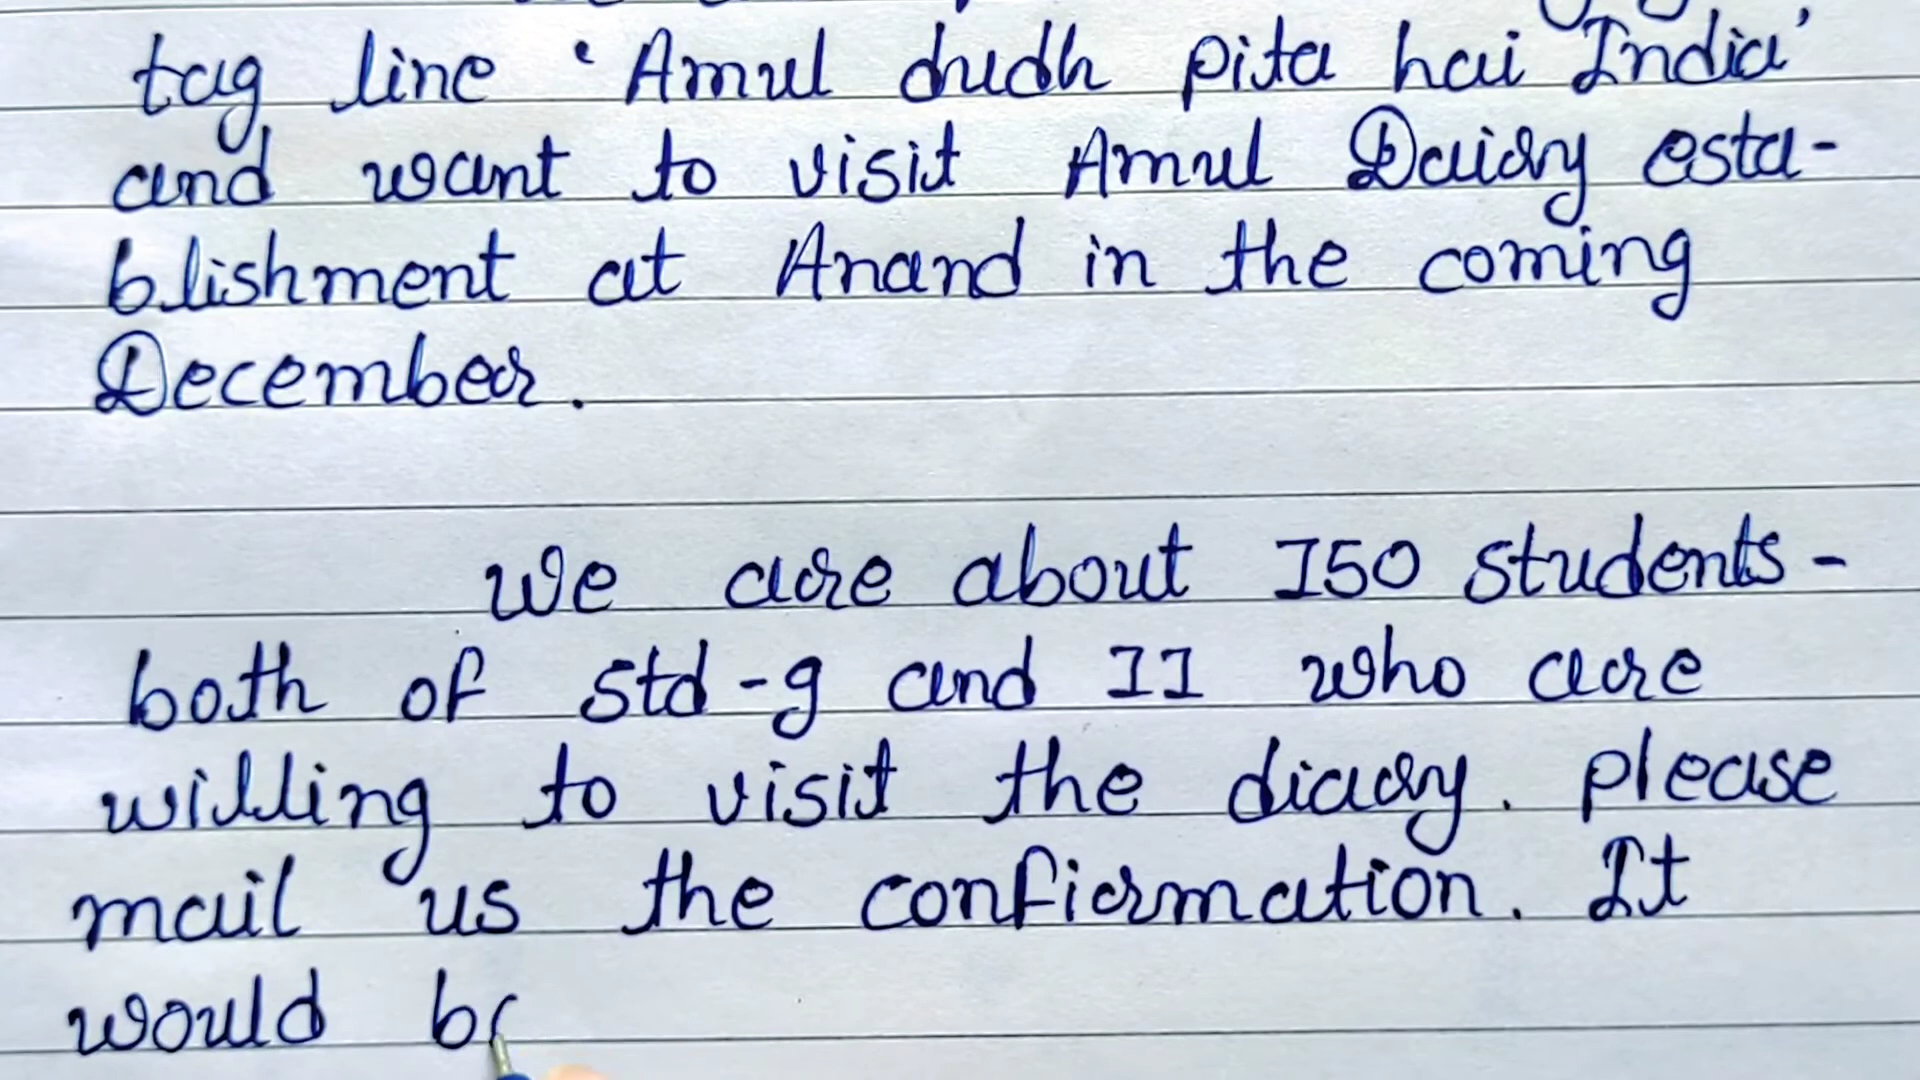 tag line 'Amul dudh pita hai India'
and want to visit Amul Dairy esta-
blishment at Anand in the coming
December.
We are about 150 students -
both of std-9 and 11 who are
willing to visit the diary. please
mail us the confirmation. It
would be